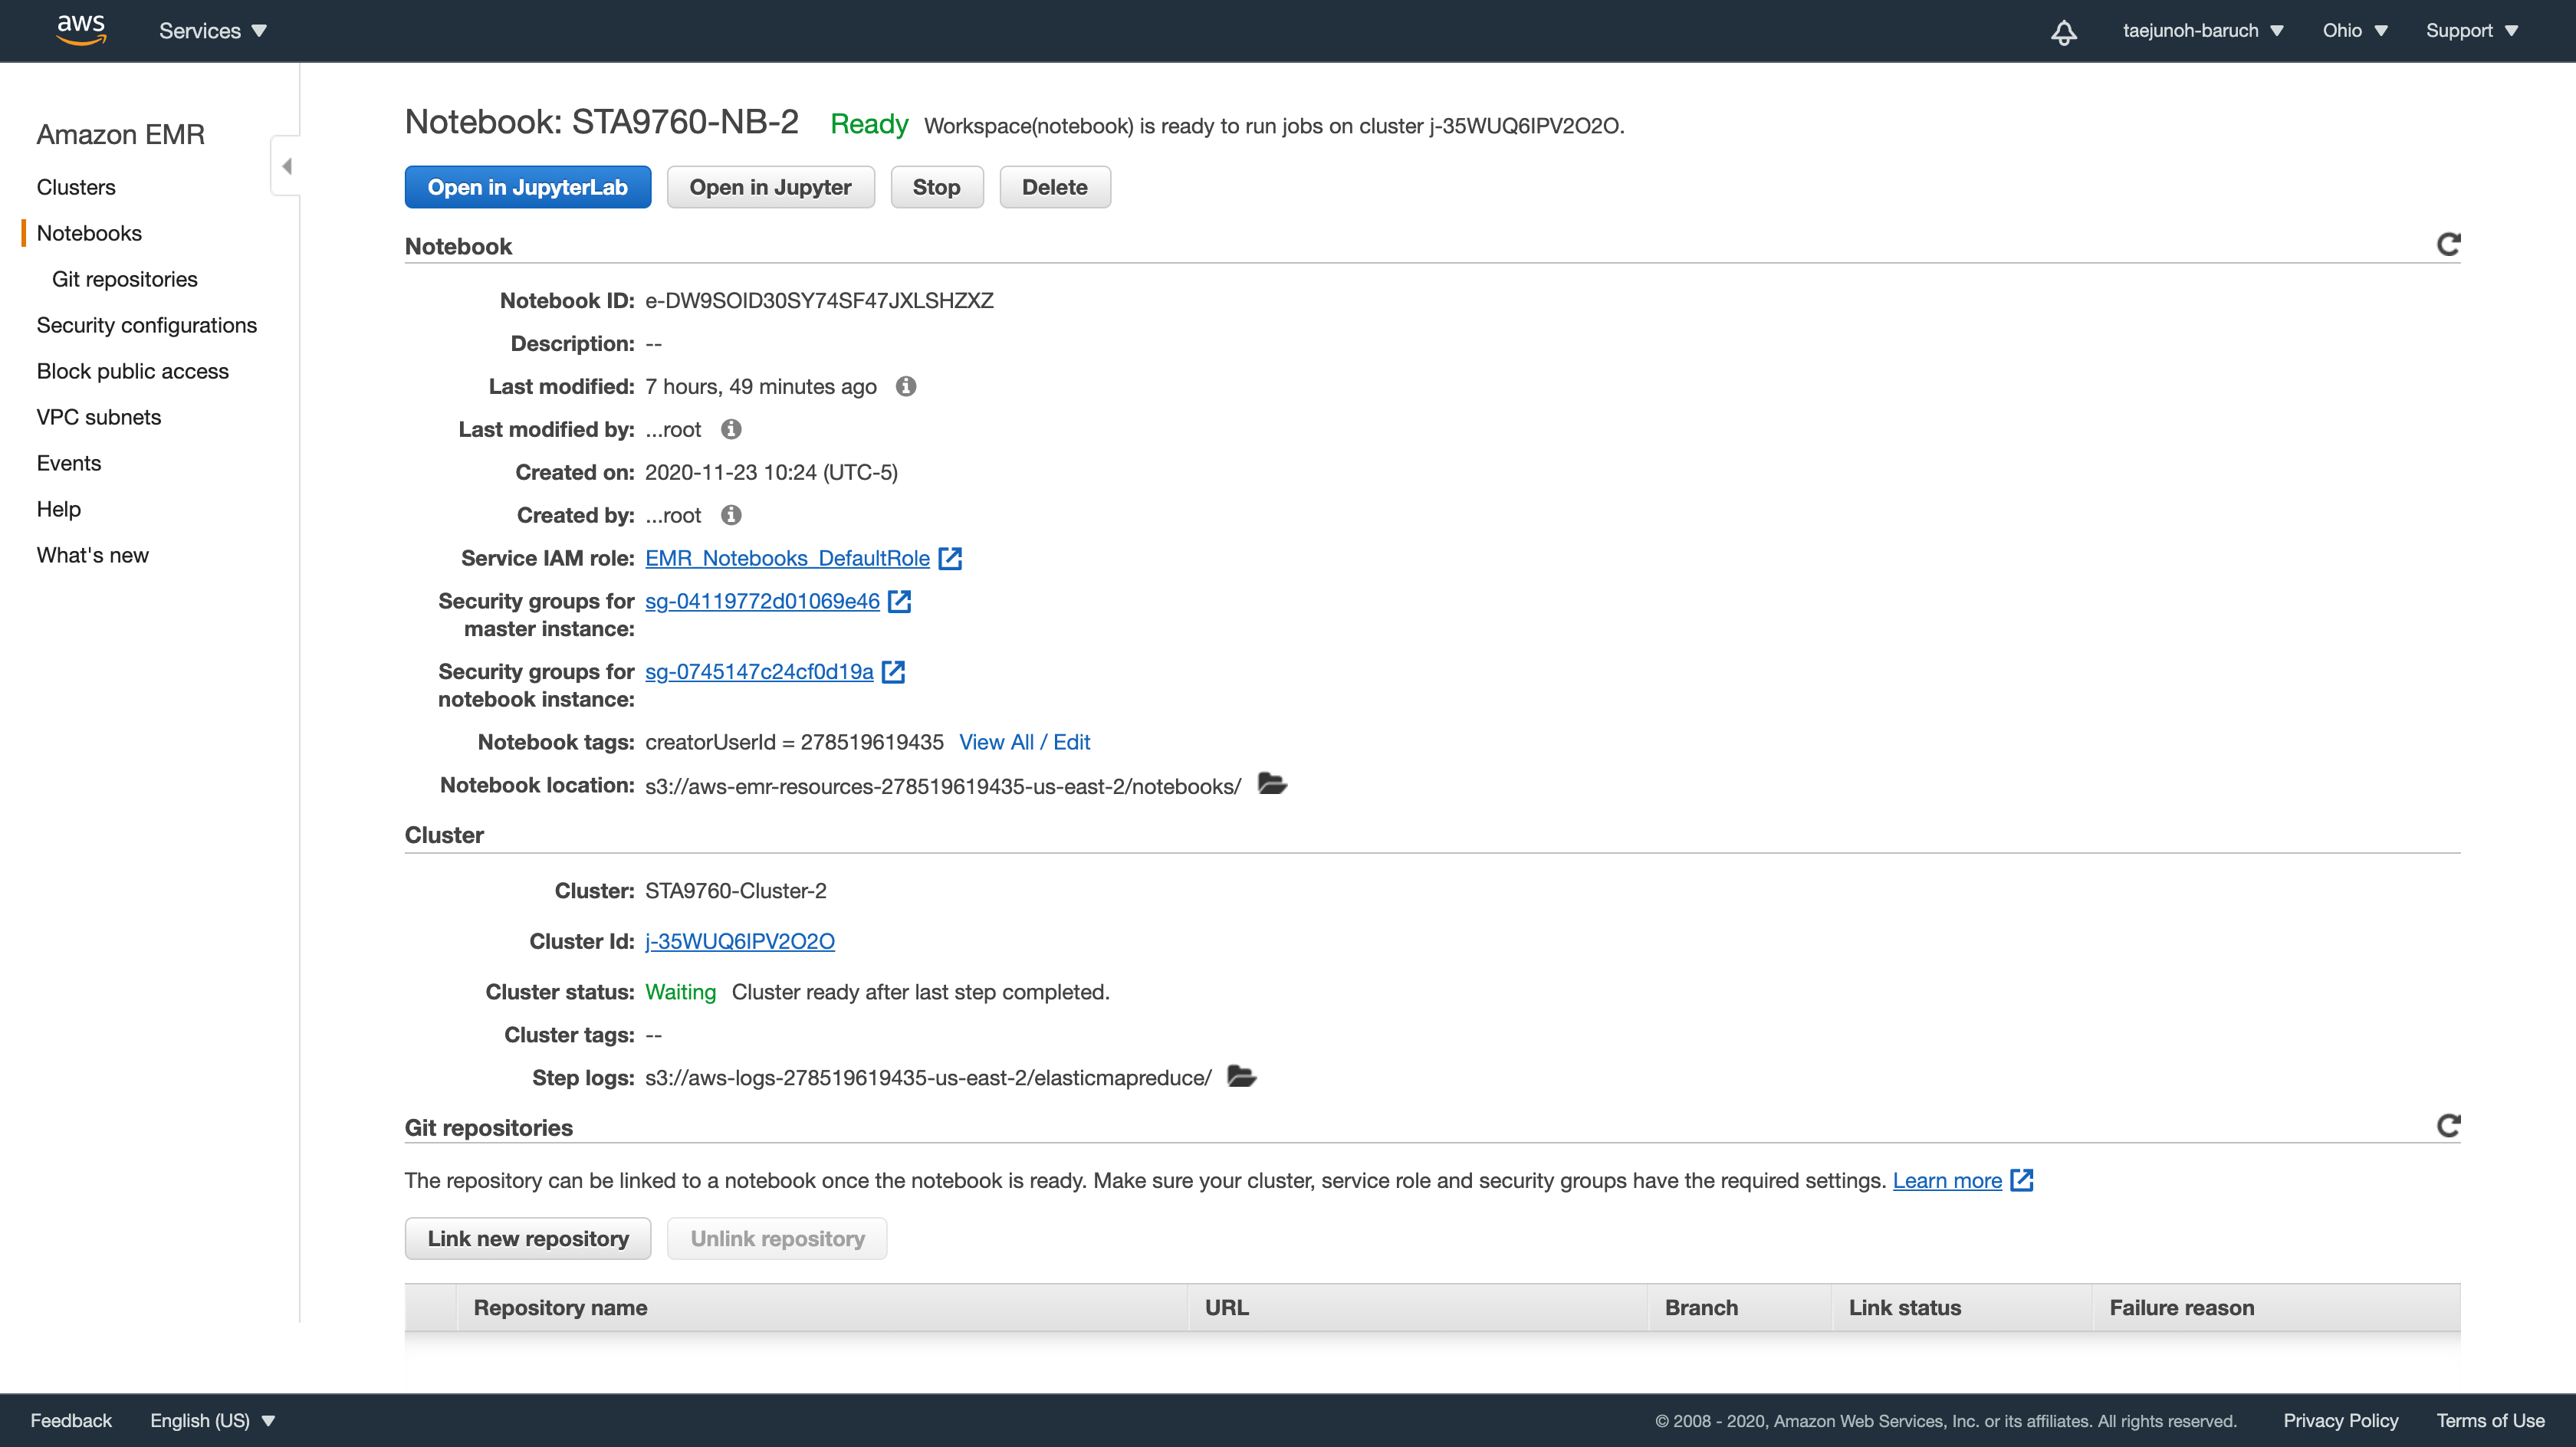 aws Services taejunoh-baruch Ohio Support
Amazon EMR
Clusters
Notebooks
Git repositories
Security configurations
Block public access
VPC subnets
Events
Help
What's new
Notebook: STA9760-NB-2 Ready Workspace(notebook) is ready to run jobs on cluster j-35WUQ6IPV2O2O.
Open in JupyterLab Open in Jupyter Stop Delete
Notebook
Notebook ID: e-DW9SOID30SY74SF47JXLSHZXZ
Description: --
Last modified: 7 hours, 49 minutes ago
Last modified by: ...root
Created on: 2020-11-23 10:24 (UTC-5)
Created by: ...root
Service IAM role: EMR_Notebooks_DefaultRole
Security groups for sg-04119772d01069e46
master instance:
Security groups for sg-0745147c24cf0d19a
notebook instance:
Notebook tags: creatorUserId = 278519619435 View All / Edit
Notebook location: s3://aws-emr-resources-278519619435-us-east-2/notebooks/
Cluster
Cluster: STA9760-Cluster-2
Cluster Id: j-35WUQ6IPV2O2O
Cluster status: Waiting Cluster ready after last step completed.
Cluster tags: --
Step logs: s3://aws-logs-278519619435-us-east-2/elasticmapreduce/
Git repositories
The repository can be linked to a notebook once the notebook is ready. Make sure your cluster, service role and security groups have the required settings. Learn more
Link new repository Unlink repository
Repository name URL Branch Link status Failure reason
Feedback English (US) © 2008 - 2020, Amazon Web Services, Inc. or its affiliates. All rights reserved. Privacy Policy Terms of Use